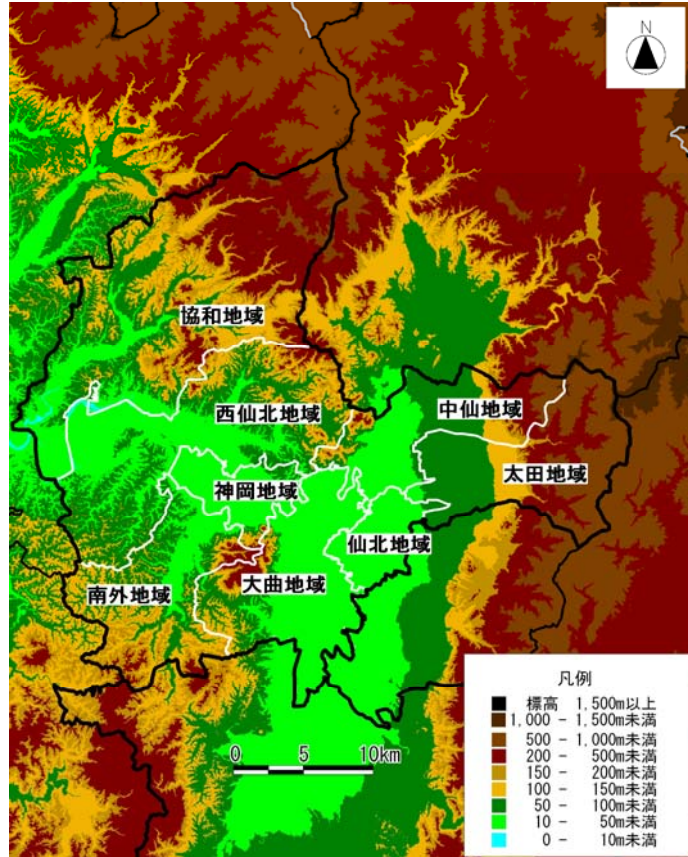 N
協和地域
西仙北地域
中仙地域
太田地域
神岡地域
仙北地域
南外地域
大曲地域
凡例
標高 1,500m以上
1,000 - 1,500m未満
500 - 1,000m未満
200 - 500m未満
150 - 200m未満
100 - 150m未満
50 - 100m未満
10 - 50m未満
0 - 10m未満
0 5 10km